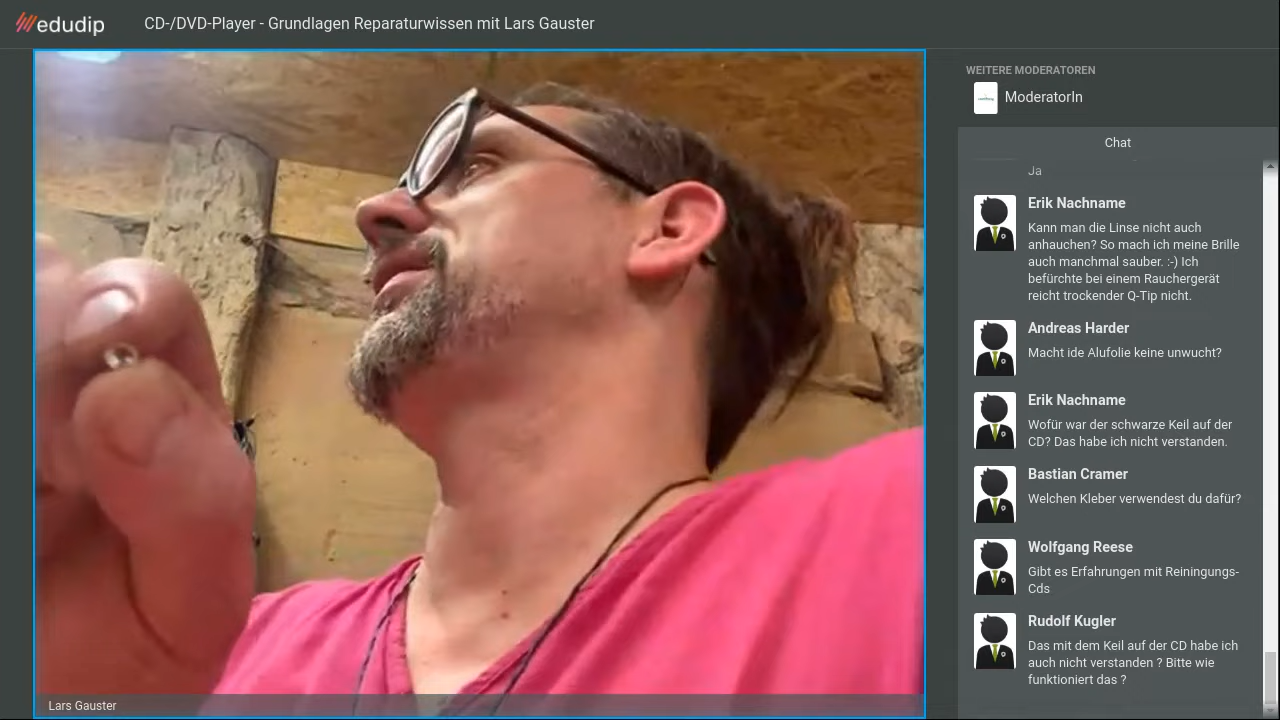 edudip
CD-/DVD-Player - Grundlagen Reparaturwissen mit Lars Gauster
WEITERE MODERATOREN
ModeratorIn
Chat
Ja
Erik Nachname
Kann man die Linse nicht auch
anhauchen? So mach ich meine Brille
auch manchmal sauber. :-) Ich
befürchte bei einem Rauchergerät
reicht trockender Q-Tip nicht.
Andreas Harder
Macht ide Alufolie keine unwucht?
Erik Nachname
Wofür war der schwarze Keil auf der
CD? Das habe ich nicht verstanden.
Bastian Cramer
Welchen Kleber verwendest du dafür?
Wolfgang Reese
Gibt es Erfahrungen mit Reiningungs-
Cds
Rudolf Kugler
Das mit dem Keil auf der CD habe ich
auch nicht verstanden ? Bitte wie
funktioniert das ?
Lars Gauster